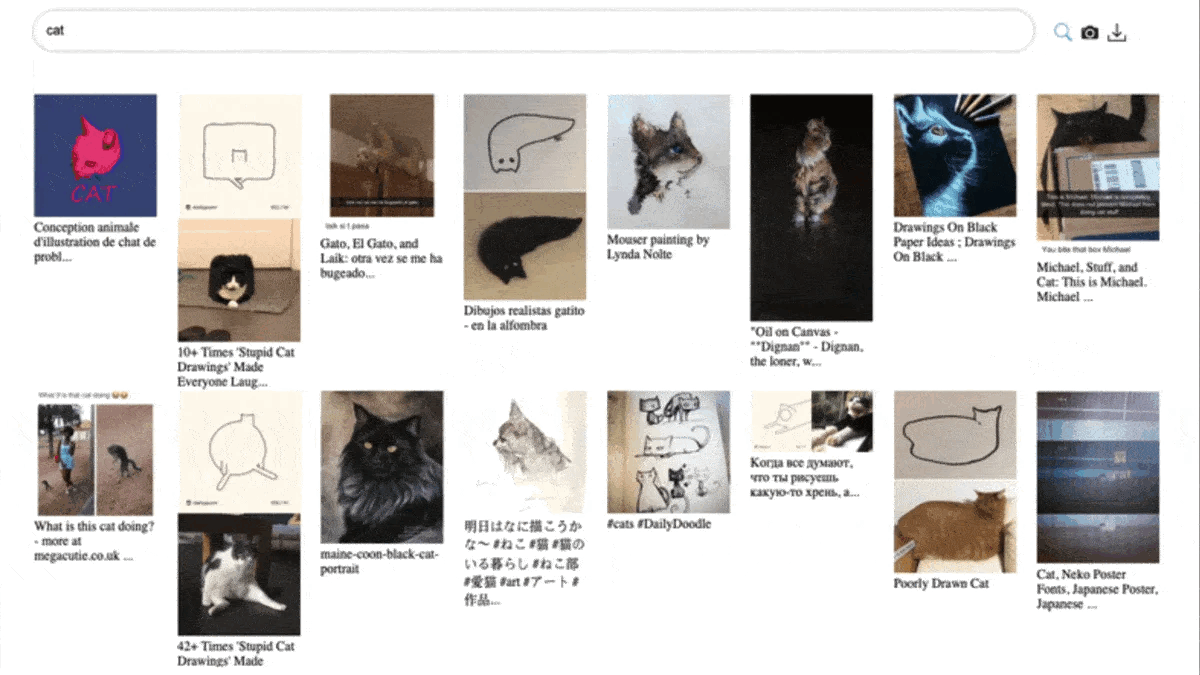 cat
CAT
Conception animale
d'illustration de chat de
probl...
10+ Times 'Stupid Cat
Drawings' Made
Everyone Laug...
laik si t pasa
Gato, El Gato, and
Laik: otra vez se me ha
bugeado...
Dibujos realistas gatito
- en la alfombra
Mouser painting by
Lynda Nolte
"Oil on Canvas -
""Dignan"" - Dignan,
the loner, w...
Drawings On Black
Paper Ideas ; Drawings
On Black ...
You bite that box Michael
Michael, Stuff, and
Cat: This is Michael.
Michael ...
What is that cat doing
What is this cat doing?
- more at
megacutie.co.uk ...
42+ Times 'Stupid Cat
Drawings' Made
maine-coon-black-cat-
portrait
明日はなに描こうか
な〜 #ねこ #猫 #猫の
いる暮らし #ねこ部
#愛猫 #art #アート #
作品...
#cats #DailyDoodle
Когда все думают,
что ты рисуешь
какую-то хрень, а...
Poorly Drawn Cat
Cat, Neko Poster
Fonts, Japanese Poster,
Japanese ...